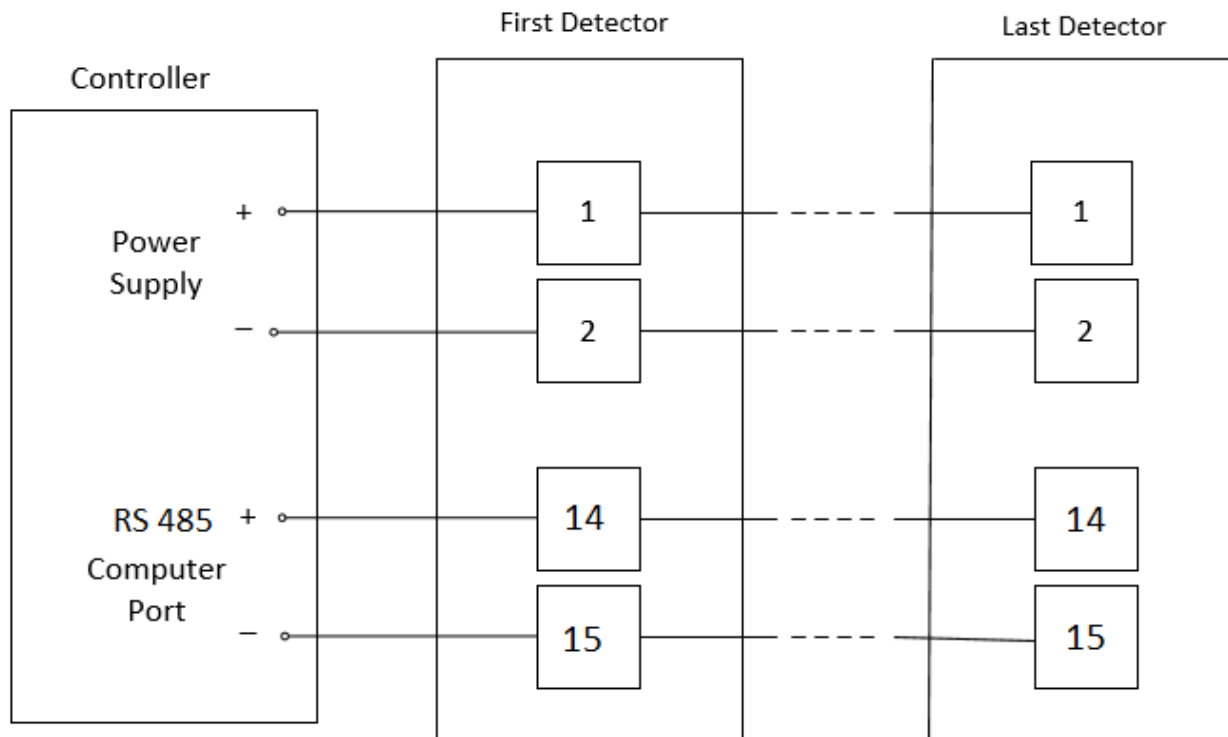 First Detector
Last Detector
Controller
+
1
1
Power
Supply
–
2
2
RS 485 +
14
14
Computer
Port
–
15
15